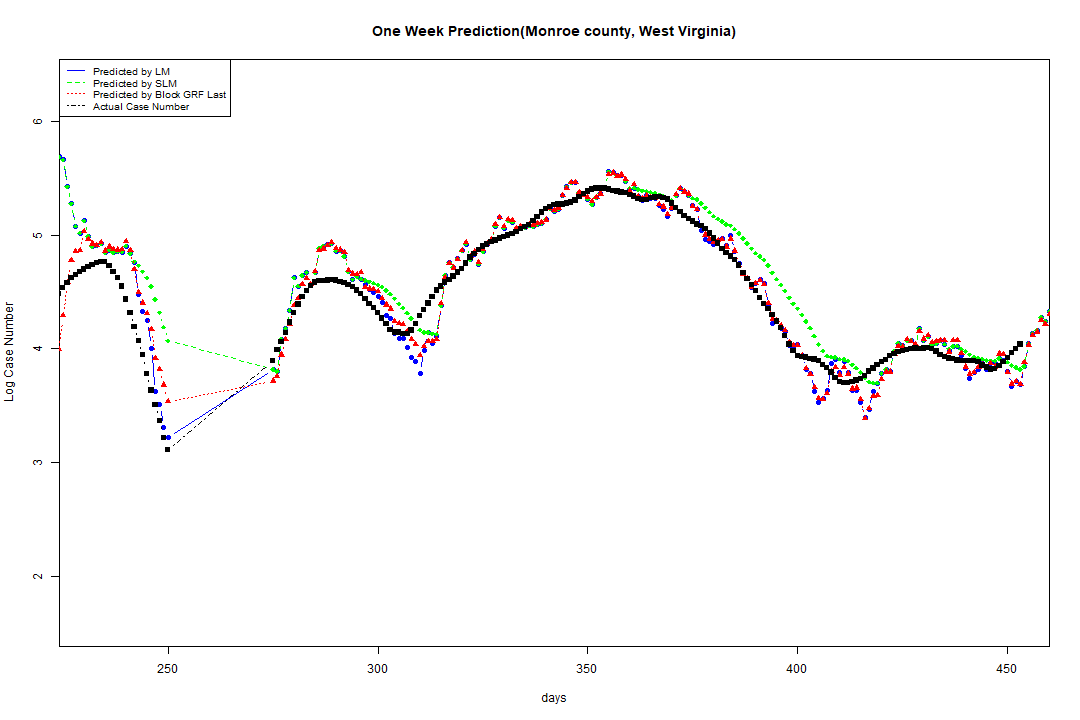 One Week Prediction(Monroe county, West Virginia)
Predicted by LM
Predicted by SLM
Predicted by Block GRF Last
Actual Case Number
Log Case Number
6
5
4
3
2
250 300 350 400 450
days